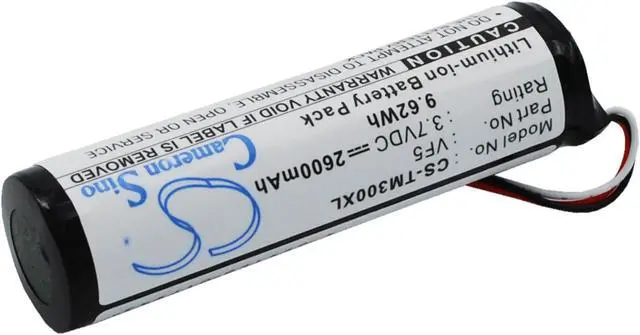 Model No. CS-TM300XL
Part No. VF5
Rating 3.7VDC 2600mAh
9.62Wh
Lithium-ion Battery Pack
CAUTION
DO NOT ATTEMPT TO DISASSEMBLE,
OPEN OR SERVICE
WARRANTY VOID IF LABEL IS REMOVED
CS
Cameron Sino